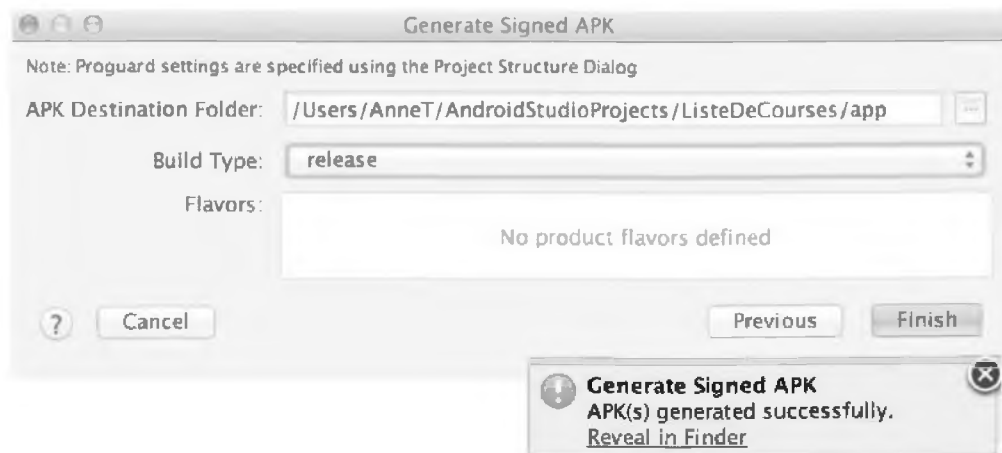 Generate Signed APK
Note: Proguard settings are specified using the Project Structure Dialog
APK Destination Folder: /Users/AnneT/AndroidStudioProjects/ListeDeCourses/app ...
Build Type: release
Flavors:
No product flavors defined
? Cancel Previous Finish
Generate Signed APK
APK(s) generated successfully.
Reveal in Finder